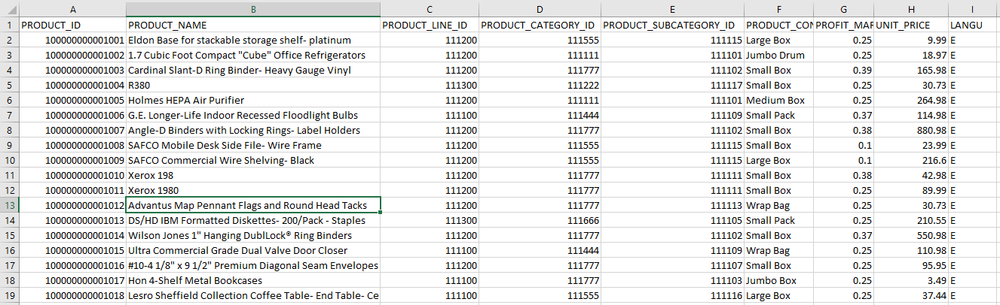 A B C D E F G H I
1 PRODUCT_ID PRODUCT_NAME PRODUCT_LINE_ID PRODUCT_CATEGORY_ID PRODUCT_SUBCATEGORY_ID PRODUCT_CON PROFIT_MAR UNIT_PRICE LANGU
2 100000000001001 Eldon Base for stackable storage shelf- platinum 111200 111555 111115 Large Box 0.25 9.99 E
3 100000000001002 1.7 Cubic Foot Compact "Cube" Office Refrigerators 111200 111111 111101 Jumbo Drum 0.25 18.97 E
4 100000000001003 Cardinal Slant-D Ring Binder- Heavy Gauge Vinyl 111200 111777 111102 Small Box 0.39 165.98 E
5 100000000001004 R380 111300 111222 111117 Small Box 0.25 30.73 E
6 100000000001005 Holmes HEPA Air Purifier 111200 111111 111101 Medium Box 0.25 264.98 E
7 100000000001006 G.E. Longer-Life Indoor Recessed Floodlight Bulbs 111100 111444 111109 Small Pack 0.37 114.98 E
8 100000000001007 Angle-D Binders with Locking Rings- Label Holders 111200 111777 111102 Small Box 0.38 880.98 E
9 100000000001008 SAFCO Mobile Desk Side File- Wire Frame 111200 111555 111115 Small Box 0.1 23.99 E
10 100000000001009 SAFCO Commercial Wire Shelving- Black 111200 111555 111115 Large Box 0.1 216.6 E
11 100000000001010 Xerox 198 111200 111777 111111 Small Box 0.38 42.98 E
12 100000000001011 Xerox 1980 111200 111777 111111 Small Box 0.25 89.99 E
13 100000000001012 Advantus Map Pennant Flags and Round Head Tacks 111200 111777 111113 Wrap Bag 0.25 30.73 E
14 100000000001013 DS/HD IBM Formatted Diskettes- 200/Pack - Staples 111300 111666 111105 Small Pack 0.25 210.55 E
15 100000000001014 Wilson Jones 1" Hanging DublLock® Ring Binders 111200 111777 111102 Small Box 0.37 550.98 E
16 100000000001015 Ultra Commercial Grade Dual Valve Door Closer 111100 111444 111109 Wrap Bag 0.25 110.98 E
17 100000000001016 #10-4 1/8" x 9 1/2" Premium Diagonal Seam Envelopes 111200 111777 111107 Small Box 0.25 95.95 E
18 100000000001017 Hon 4-Shelf Metal Bookcases 111100 111777 111103 Jumbo Box 0.25 3.49 E
19 100000000001018 Lesro Sheffield Collection Coffee Table- End Table- Ce 111100 111555 111116 Large Box 0.25 37.44 E